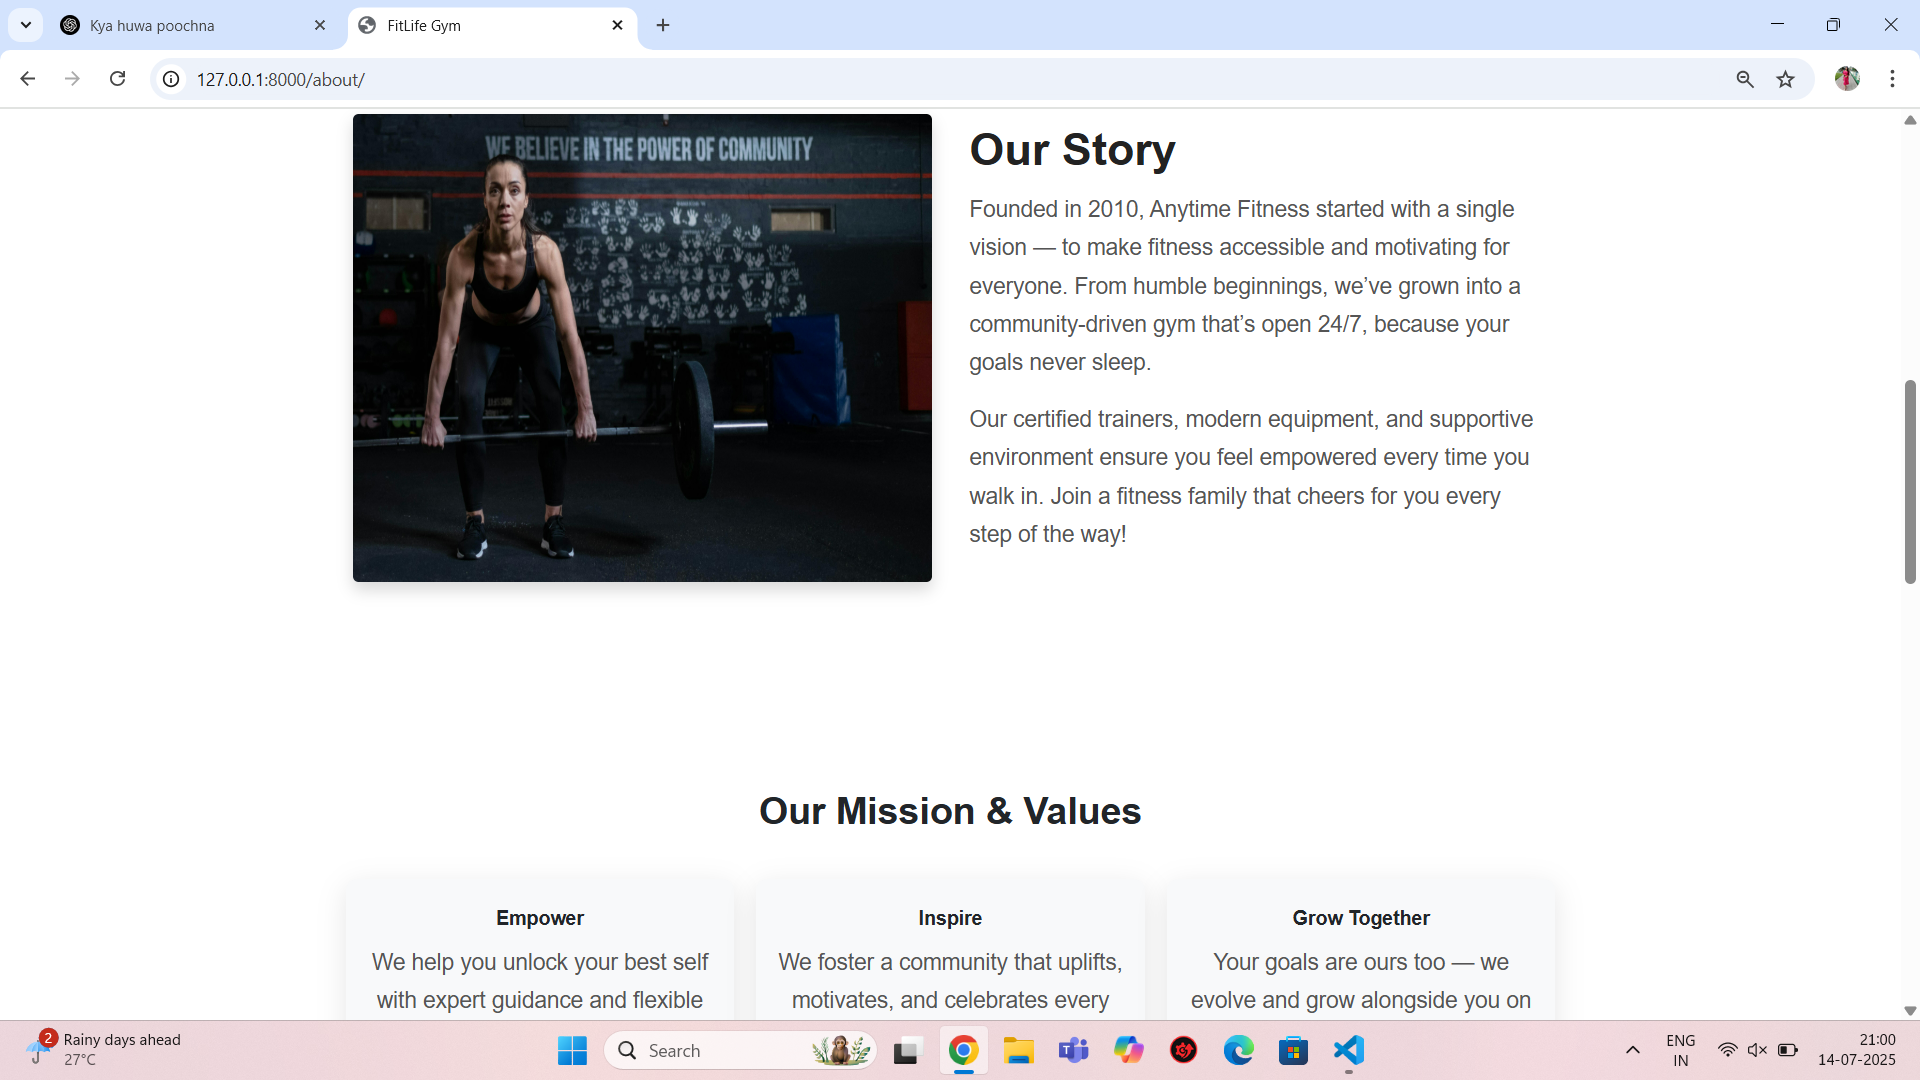 Kya huwa poochna
FitLife Gym
127.0.0.1:8000/about/
WE BELIEVE IN THE POWER OF COMMUNITY
Our Story
Founded in 2010, Anytime Fitness started with a single
vision — to make fitness accessible and motivating for
everyone. From humble beginnings, we’ve grown into a
community-driven gym that’s open 24/7, because your
goals never sleep.
Our certified trainers, modern equipment, and supportive
environment ensure you feel empowered every time you
walk in. Join a fitness family that cheers for you every
step of the way!
Our Mission & Values
Empower
We help you unlock your best self
with expert guidance and flexible
Inspire
We foster a community that uplifts,
motivates, and celebrates every
Grow Together
Your goals are ours too — we
evolve and grow alongside you on
2
Rainy days ahead
27°C
Search
ENG
IN
21:00
14-07-2025